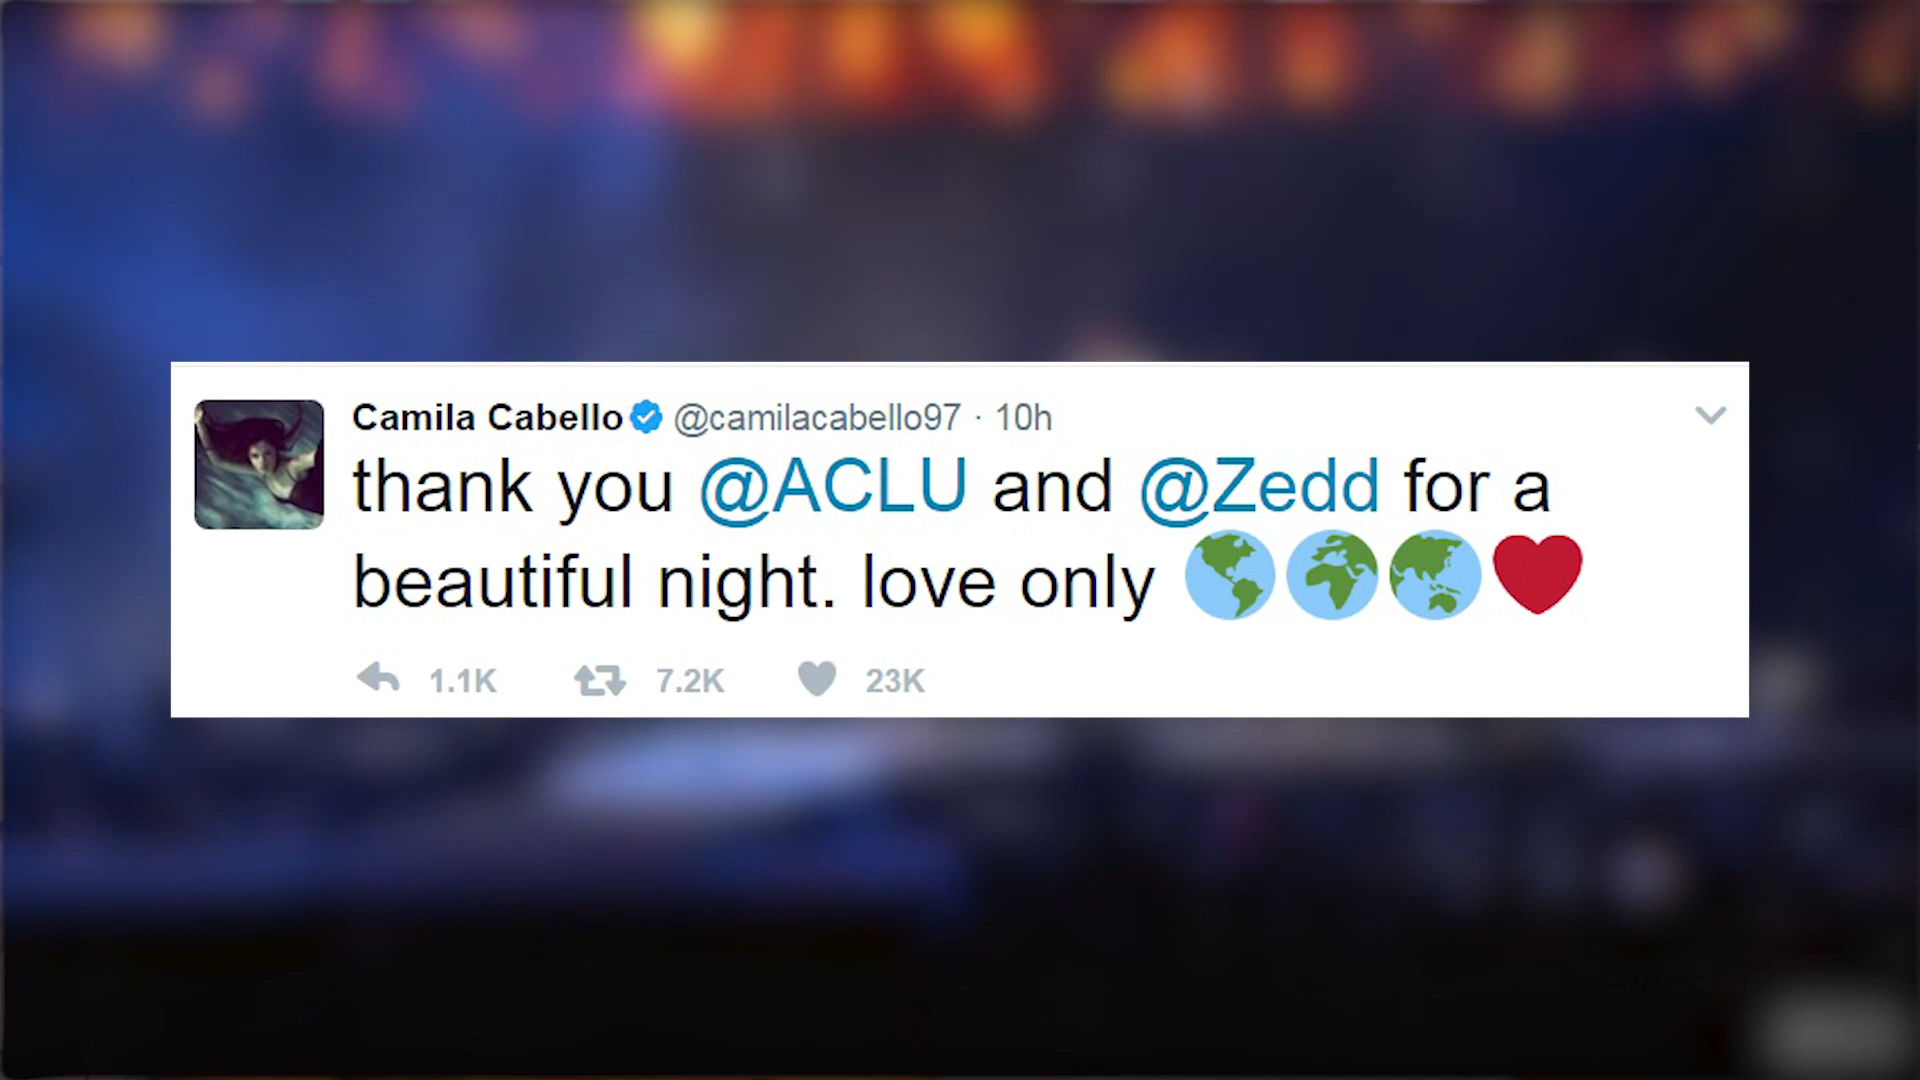 Camila Cabello @camilacabello97 · 10h
thank you @ACLU and @Zedd for a
beautiful night. love only 🌎🌍🌏❤️
1.1K 7.2K 23K